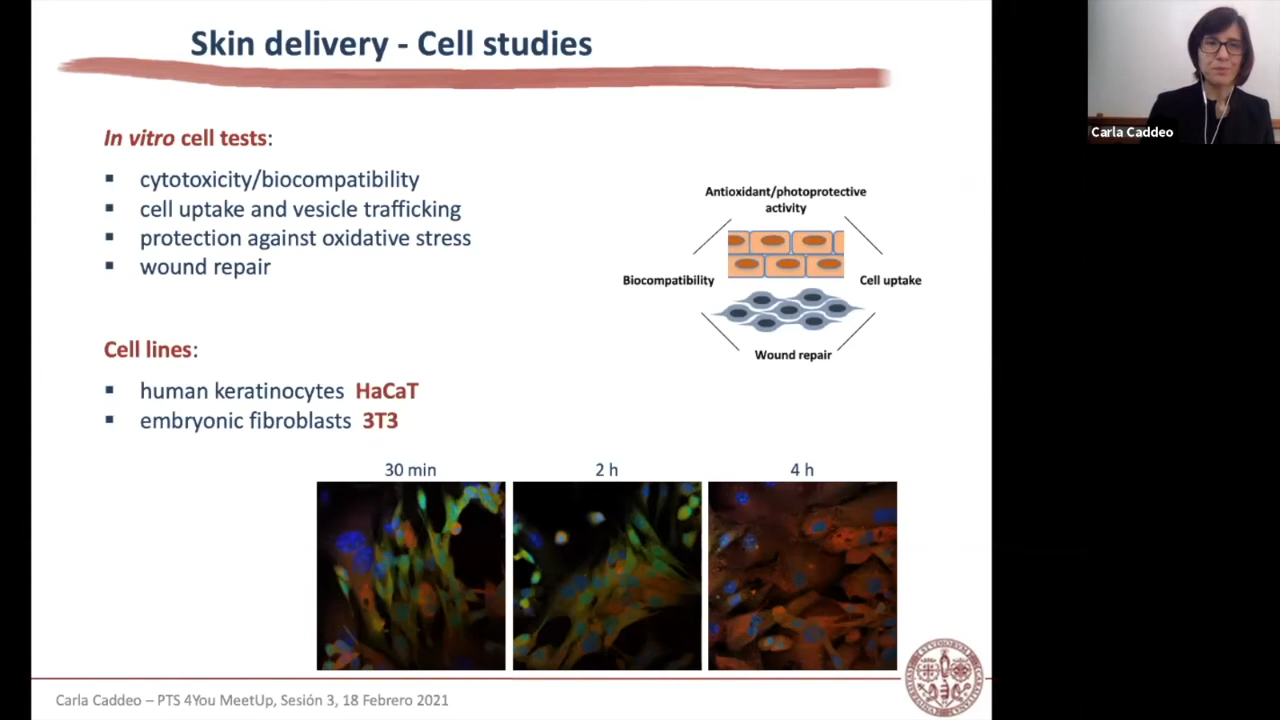 Skin delivery - Cell studies
Carla Caddeo
In vitro cell tests:
▪ cytotoxicity/biocompatibility
▪ cell uptake and vesicle trafficking
▪ protection against oxidative stress
▪ wound repair
Antioxidant/photoprotective
activity
Biocompatibility
Cell uptake
Wound repair
Cell lines:
▪ human keratinocytes HaCaT
▪ embryonic fibroblasts 3T3
30 min
2 h
4 h
Carla Caddeo – PTS 4You MeetUp, Sesión 3, 18 Febrero 2021